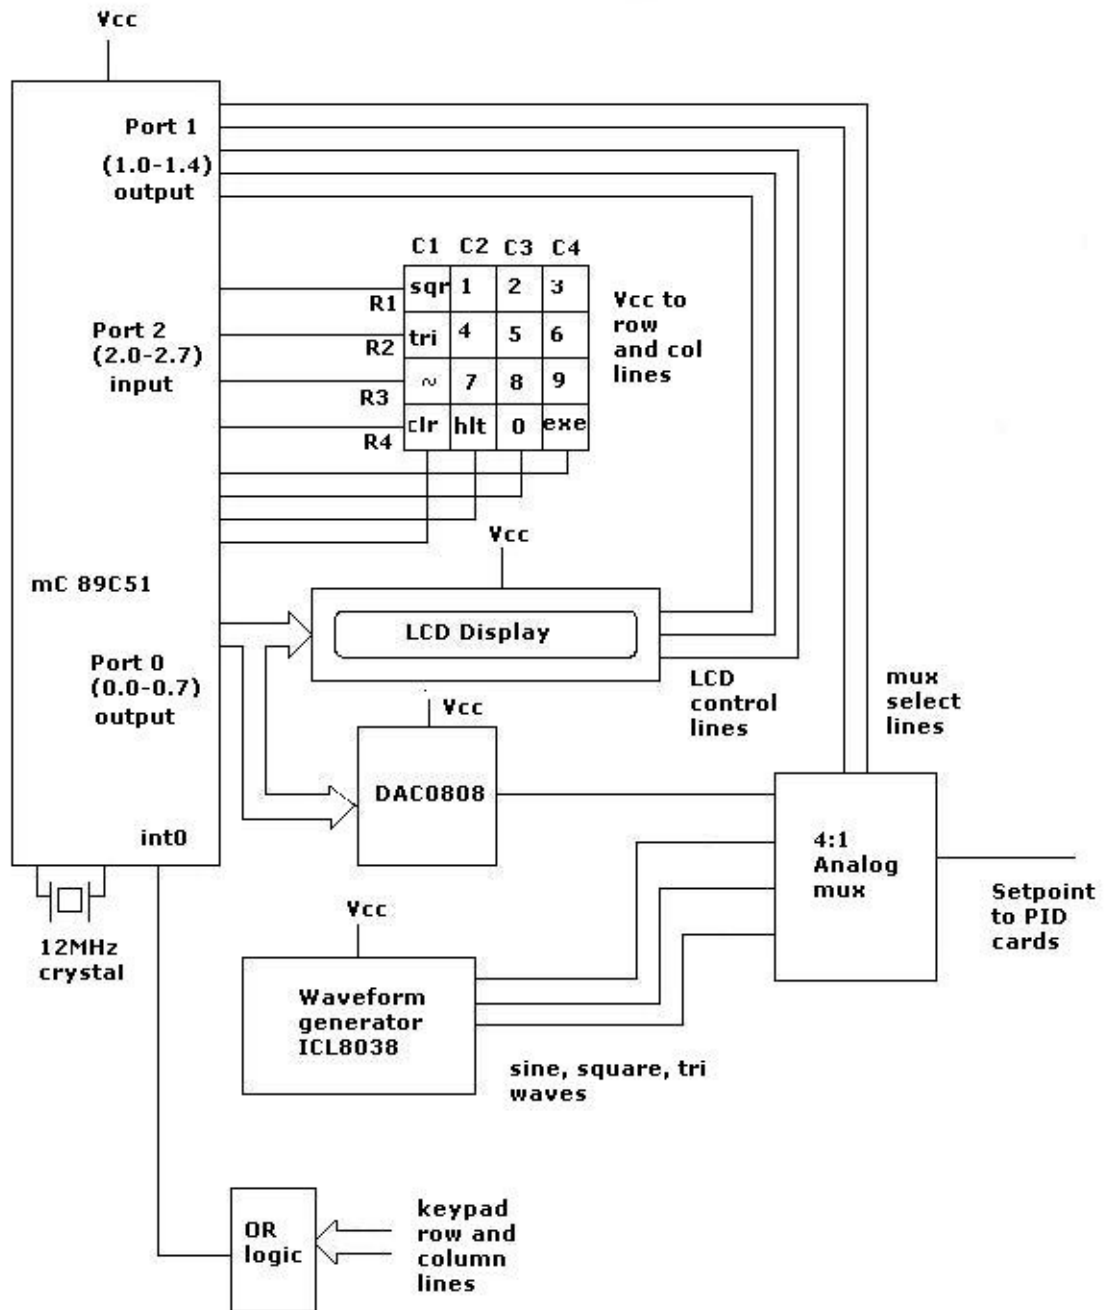 Vcc
Port 1
(1.0-1.4)
output
C1 C2 C3 C4
sqr 1 2 3
R1
tri 4 5 6
R2
~ 7 8 9
R3
clr hlt 0 exe
R4
Vcc to
row
and col
lines
Port 2
(2.0-2.7)
input
Vcc
mC 89C51
LCD Display
Port 0
(0.0-0.7)
output
LCD
control
lines
mux
select
lines
Vcc
DAC0808
int0
4:1
Analog
mux
12MHz
crystal
Setpoint
to PID
cards
Vcc
Waveform
generator
ICL8038
sine, square, tri
waves
OR
logic
keypad
row and
column
lines